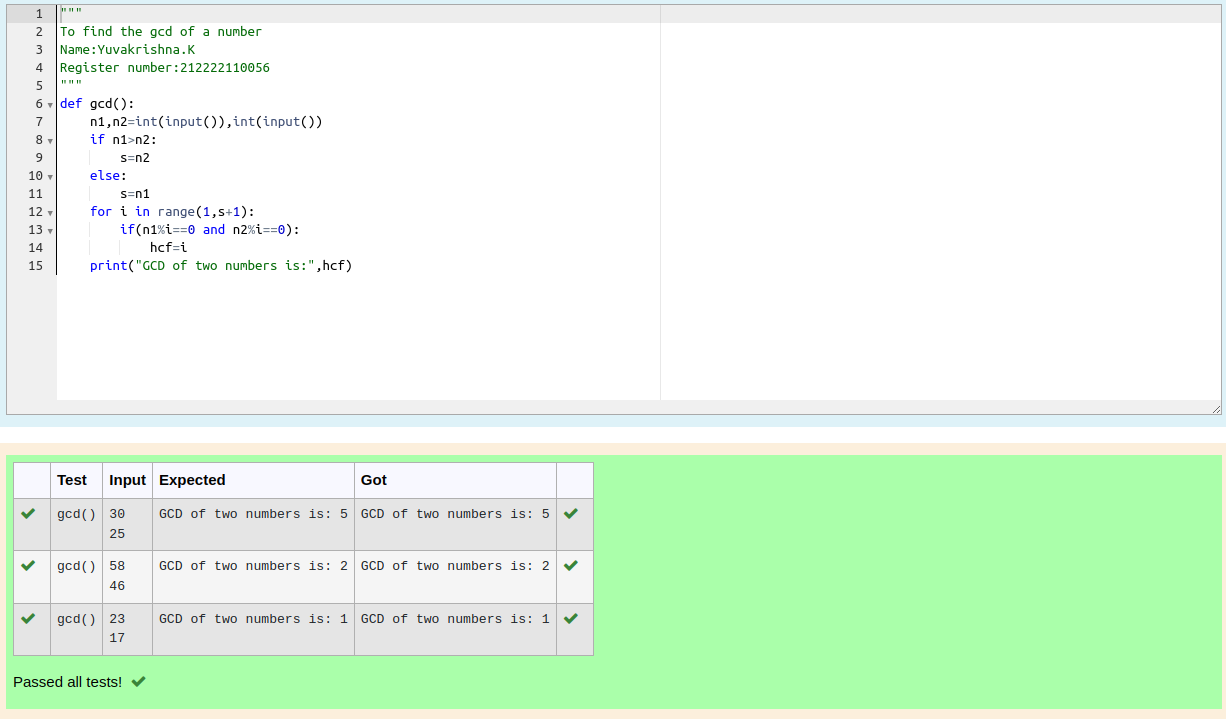 1 """
2 To find the gcd of a number
3 Name:Yuvakrishna.K
4 Register number:212222110056
5 """
6 def gcd():
7     n1,n2=int(input()),int(input())
8     if n1>n2:
9         s=n2
10     else:
11         s=n1
12     for i in range(1,s+1):
13         if(n1%i==0 and n2%i==0):
14             hcf=i
15     print("GCD of two numbers is:",hcf)
Test Input Expected Got
gcd() 30 GCD of two numbers is: 5 GCD of two numbers is: 5
25
gcd() 58 GCD of two numbers is: 2 GCD of two numbers is: 2
46
gcd() 23 GCD of two numbers is: 1 GCD of two numbers is: 1
17
Passed all tests!